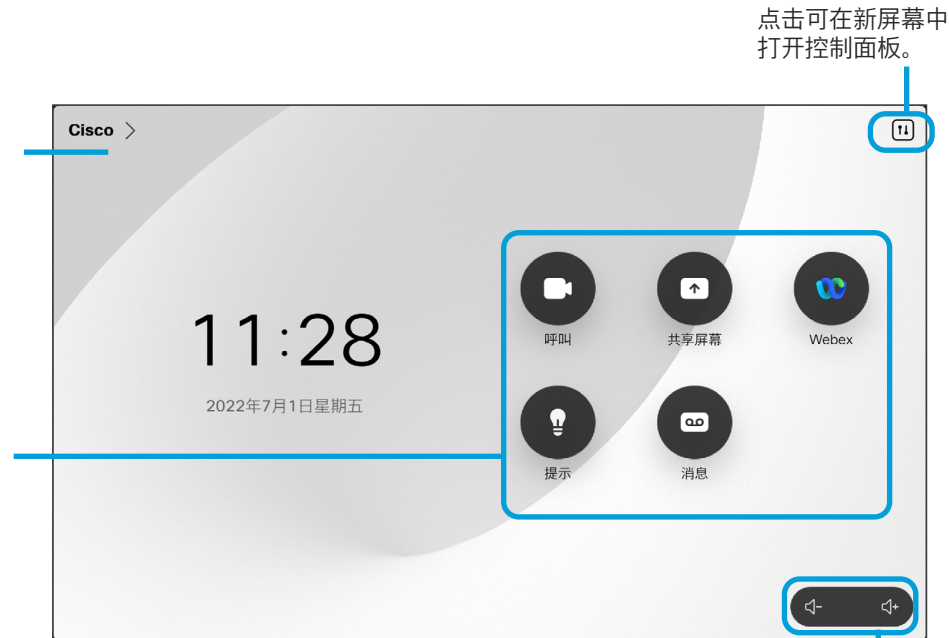 点击可在新屏幕中
打开控制面板。
Cisco
11:28
2022年7月1日星期五
呼叫
共享屏幕
Webex
提示
消息